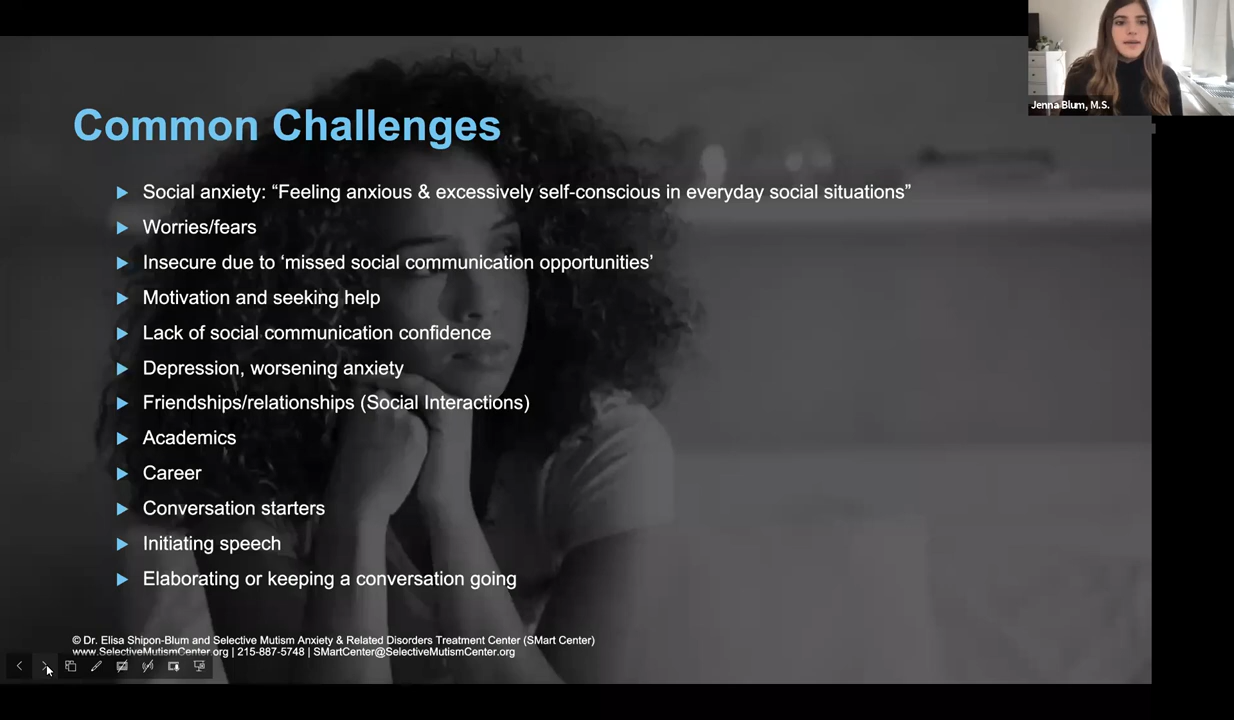 Jenna Blum, M.S.
Common Challenges
Social anxiety: “Feeling anxious & excessively self-conscious in everyday social situations”
Worries/fears
Insecure due to ‘missed social communication opportunities’
Motivation and seeking help
Lack of social communication confidence
Depression, worsening anxiety
Friendships/relationships (Social Interactions)
Academics
Career
Conversation starters
Initiating speech
Elaborating or keeping a conversation going
© Dr. Elisa Shipon-Blum and Selective Mutism Anxiety & Related Disorders Treatment Center (SMart Center)
www.SelectiveMutismCenter.org | 215-887-5748 | SMartCenter@SelectiveMutismCenter.org